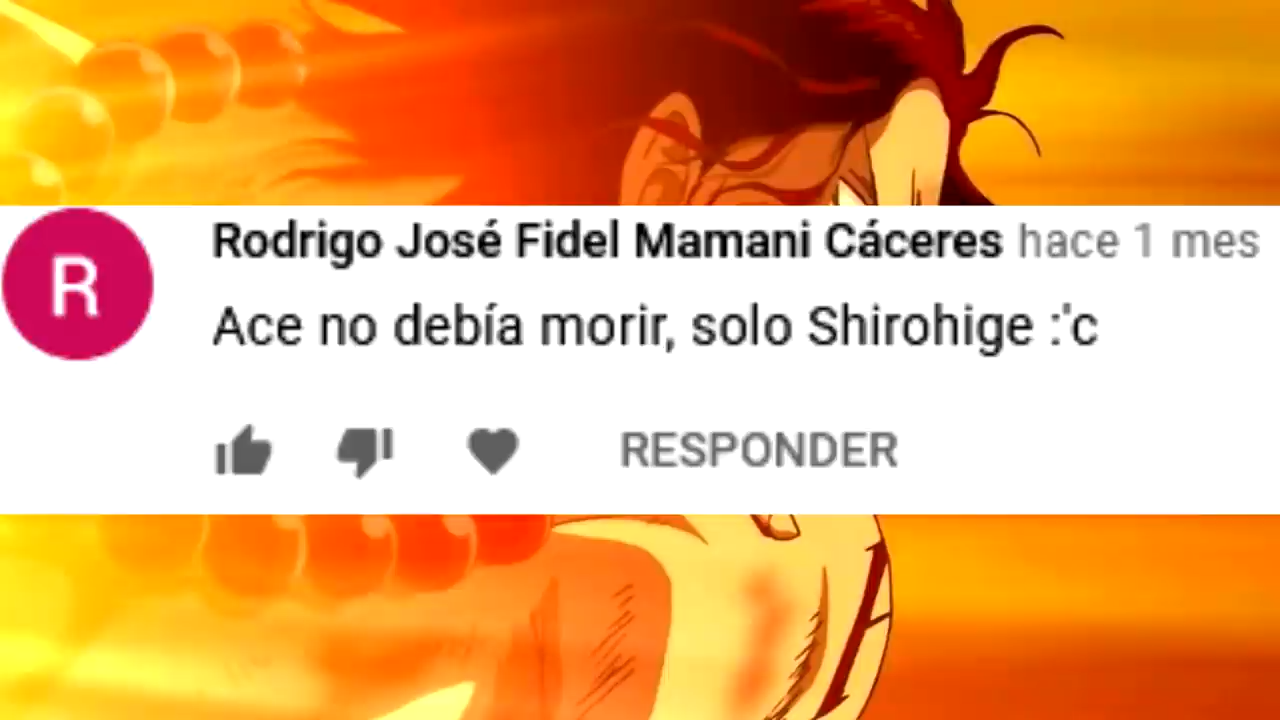 R
Rodrigo José Fidel Mamani Cáceres hace 1 mes
Ace no debía morir, solo Shirohige :'c
RESPONDER